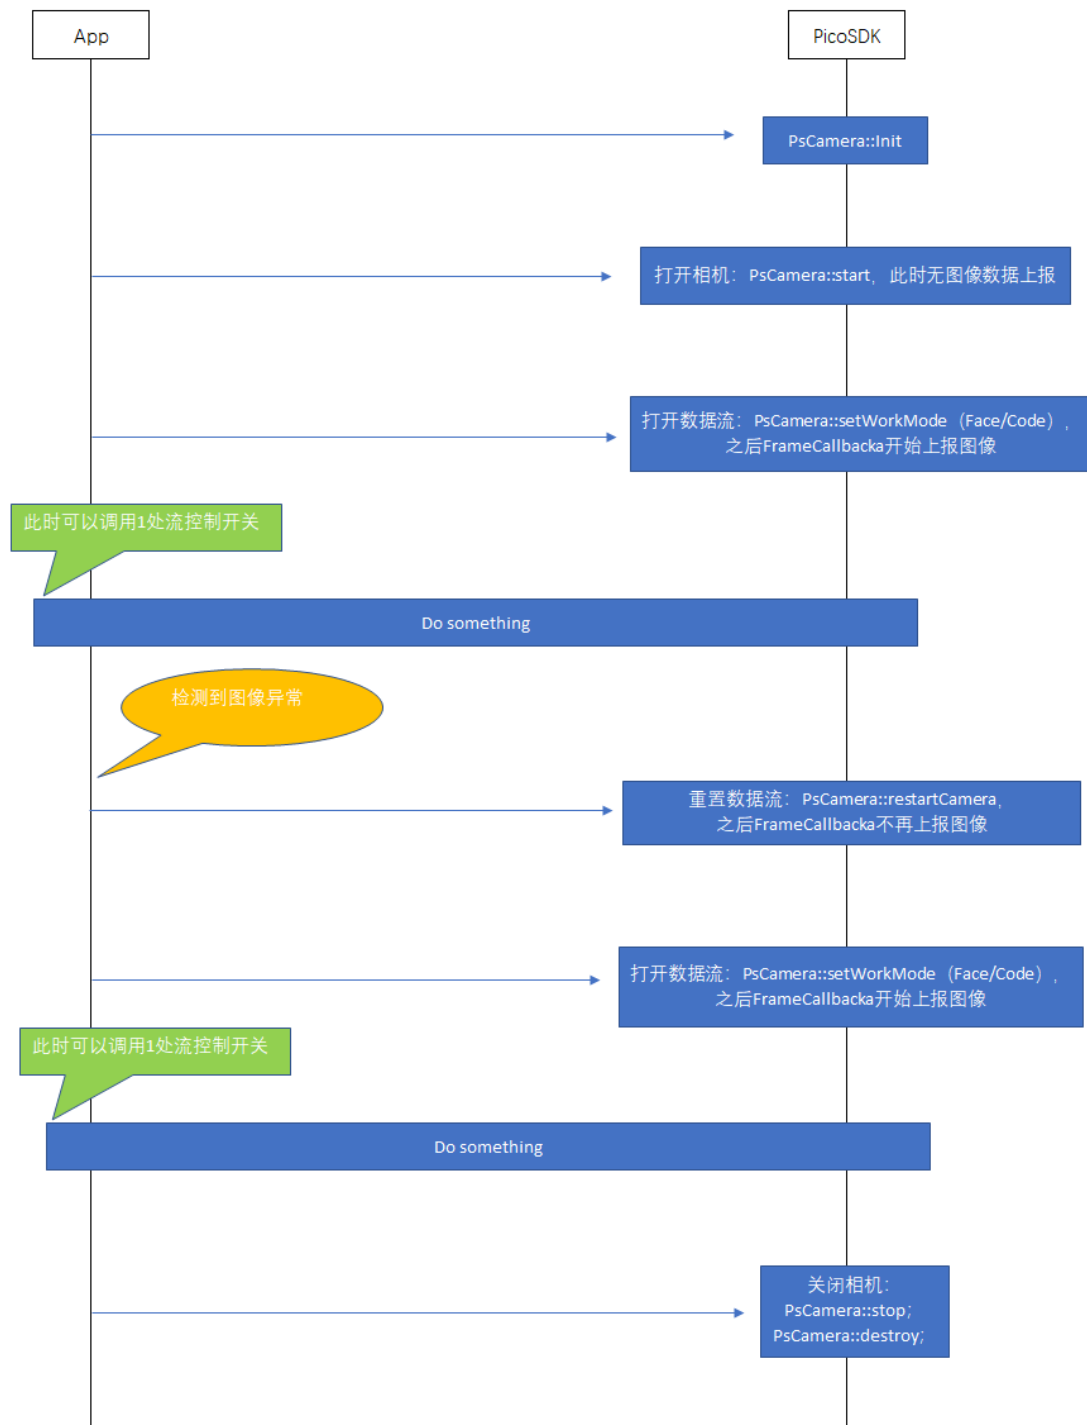 App
PicoSDK
PsCamera::Init
打开相机：PsCamera::start，此时无图像数据上报
打开数据流：PsCamera::setWorkMode（Face/Code），
之后FrameCallbacka开始上报图像
此时可以调用1处流控制开关
Do something
检测到图像异常
重置数据流：PsCamera::restartCamera，
之后FrameCallbacka不再上报图像
打开数据流：PsCamera::setWorkMode（Face/Code），
之后FrameCallbacka开始上报图像
此时可以调用1处流控制开关
Do something
关闭相机：
PsCamera::stop；
PsCamera::destroy；